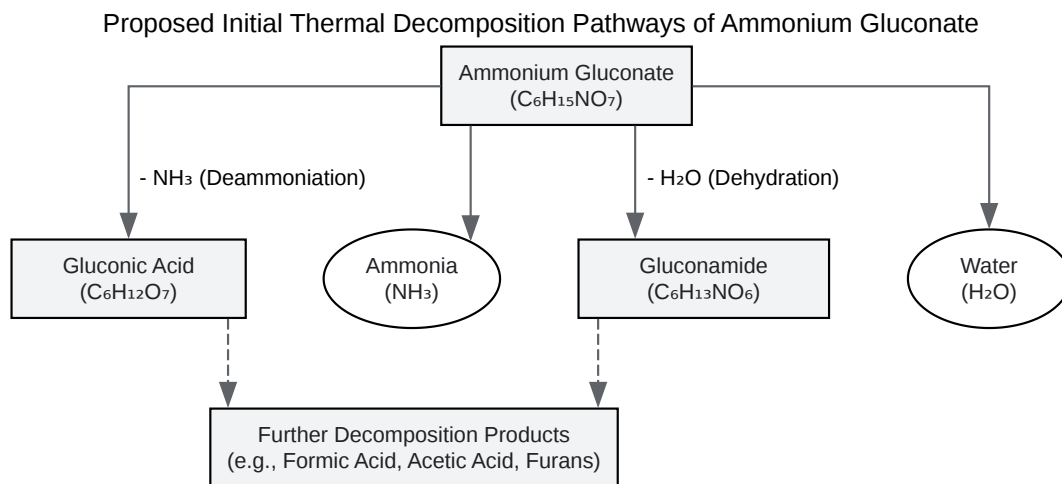 Proposed Initial Thermal Decomposition Pathways of Ammonium Gluconate
Ammonium Gluconate
(C₆H₁₅NO₇)
- NH₃ (Deammoniation)
- H₂O (Dehydration)
Gluconic Acid
(C₆H₁₂O₇)
Ammonia
(NH₃)
Gluconamide
(C₆H₁₃NO₆)
Water
(H₂O)
Further Decomposition Products
(e.g., Formic Acid, Acetic Acid, Furans)